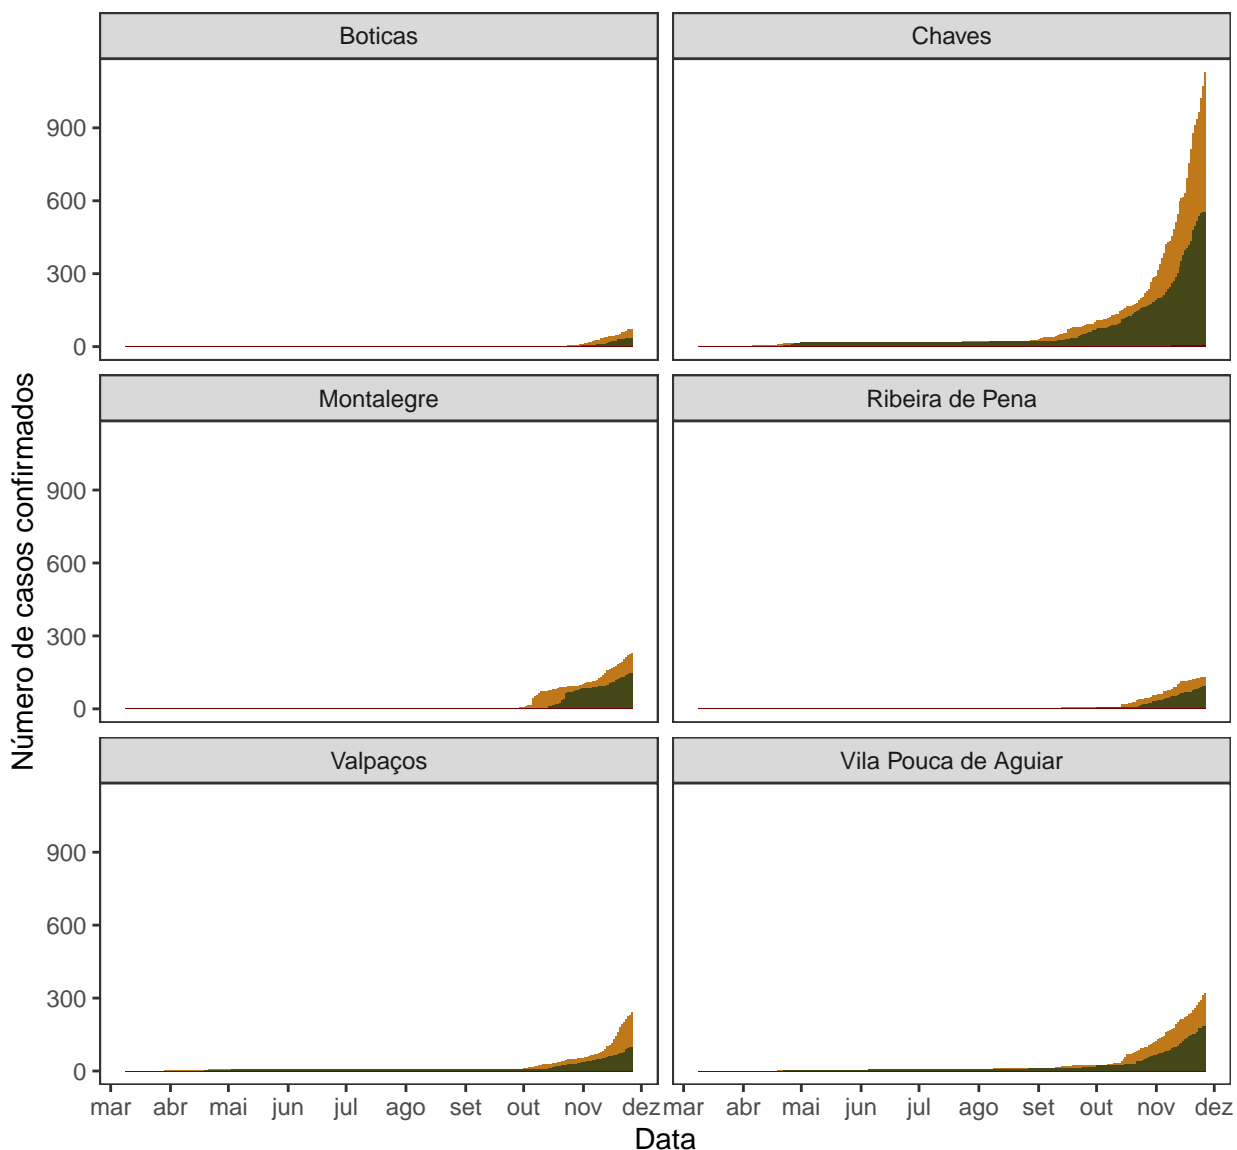 Boticas
Chaves
900
600
300
0
Montalegre
Ribeira de Pena
900
600
300
0
Número de casos confirmados
Valpaços
Vila Pouca de Aguiar
900
600
300
0
mar abr mai jun jul ago set out nov dez
mar abr mai jun jul ago set out nov dez
Data